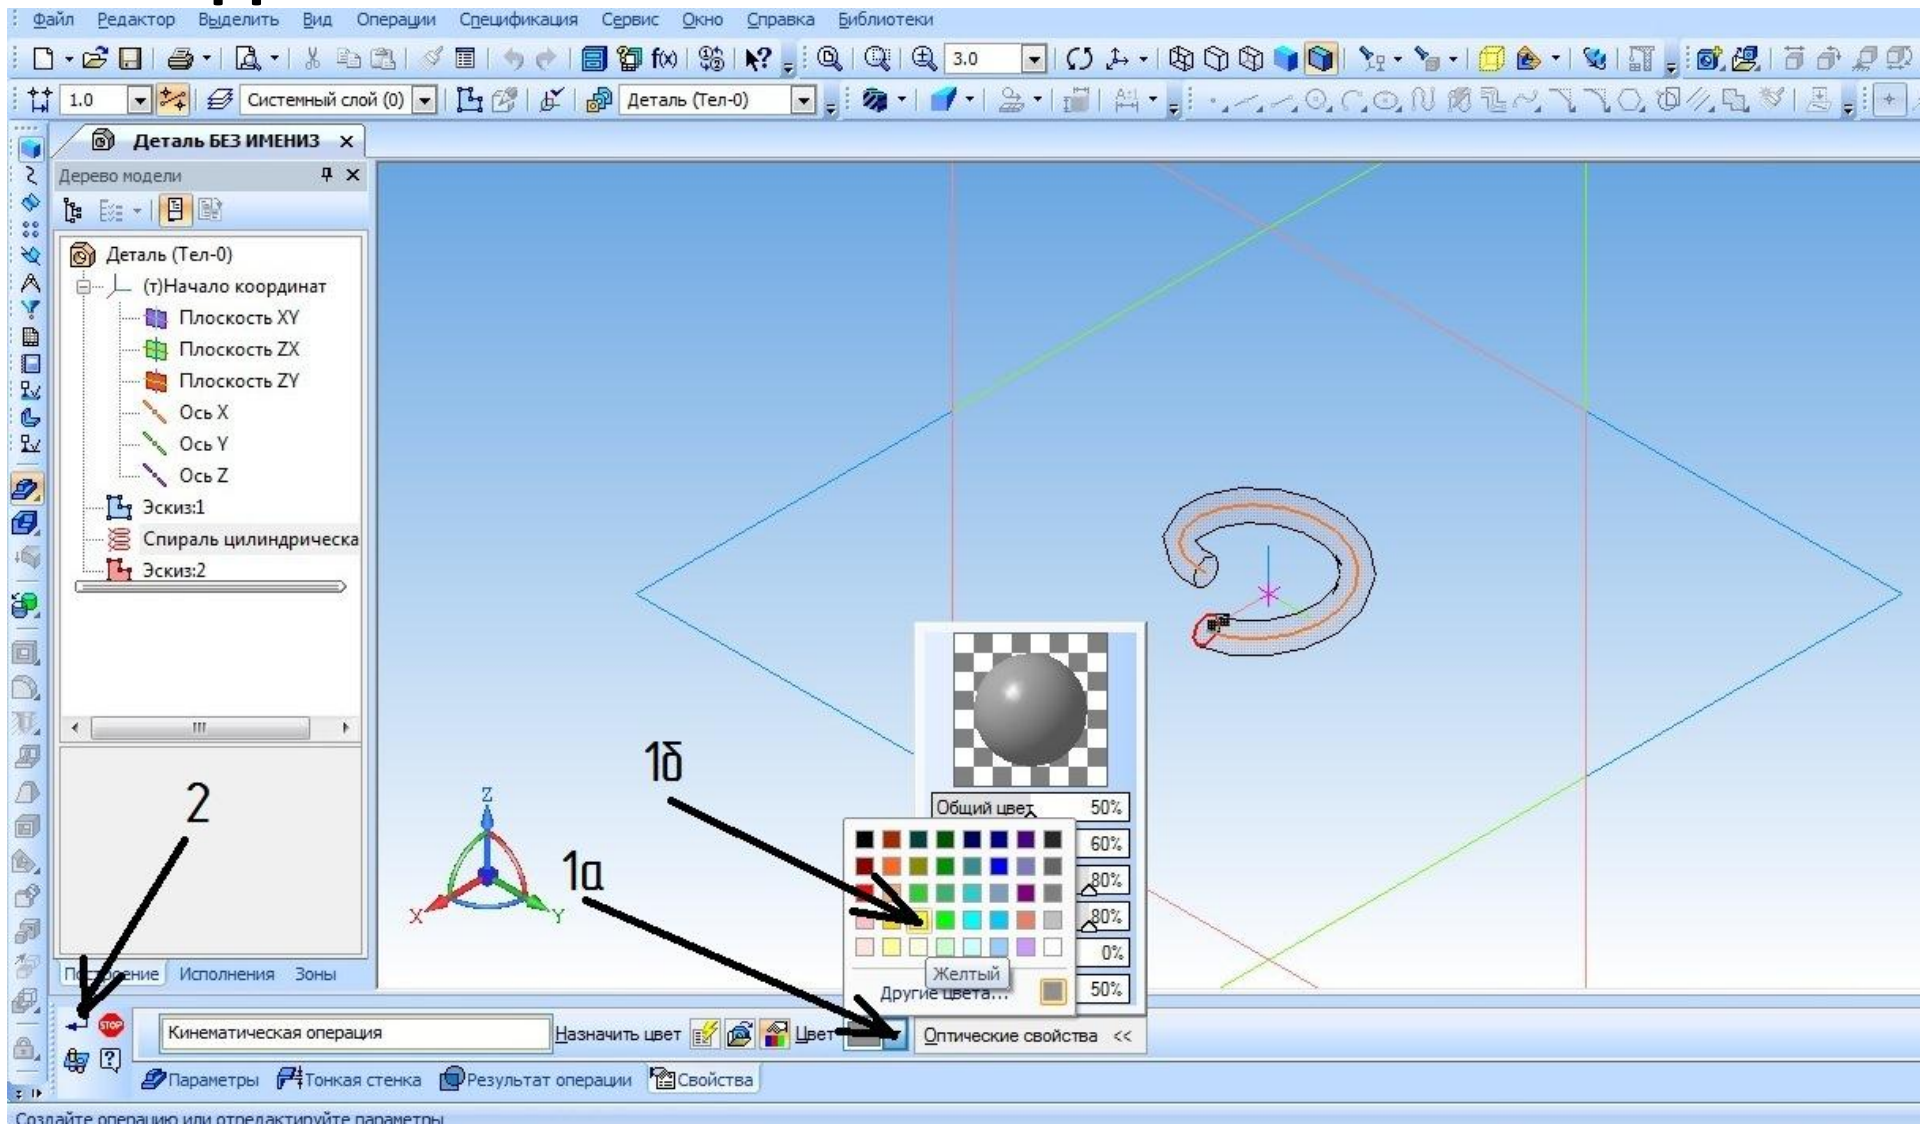 Файл Редактор Выделить Вид Операции Спецификация Сервис Окно Справка Библиотеки
f(x) 3.0
1.0 Системный слой (0) Деталь (Тел-0)
Деталь БЕЗ ИМЕНИ3 x
Дерево модели
Деталь (Тел-0)
(т)Начало координат
Плоскость XY
Плоскость ZX
Плоскость ZY
Ось X
Ось Y
Ось Z
Эскиз:1
Спираль цилиндрическа
Эскиз:2
2
1б
1а
Z
X
Y
Общий цвет 50%
60%
80%
80%
0%
50%
Желтый
Другие цвета...
Построение Исполнения Зоны
STOP
Кинематическая операция Назначить цвет Цвет Оптические свойства <<
Параметры Тонкая стенка Результат операции Свойства
Создайте операцию или отредактируйте параметры